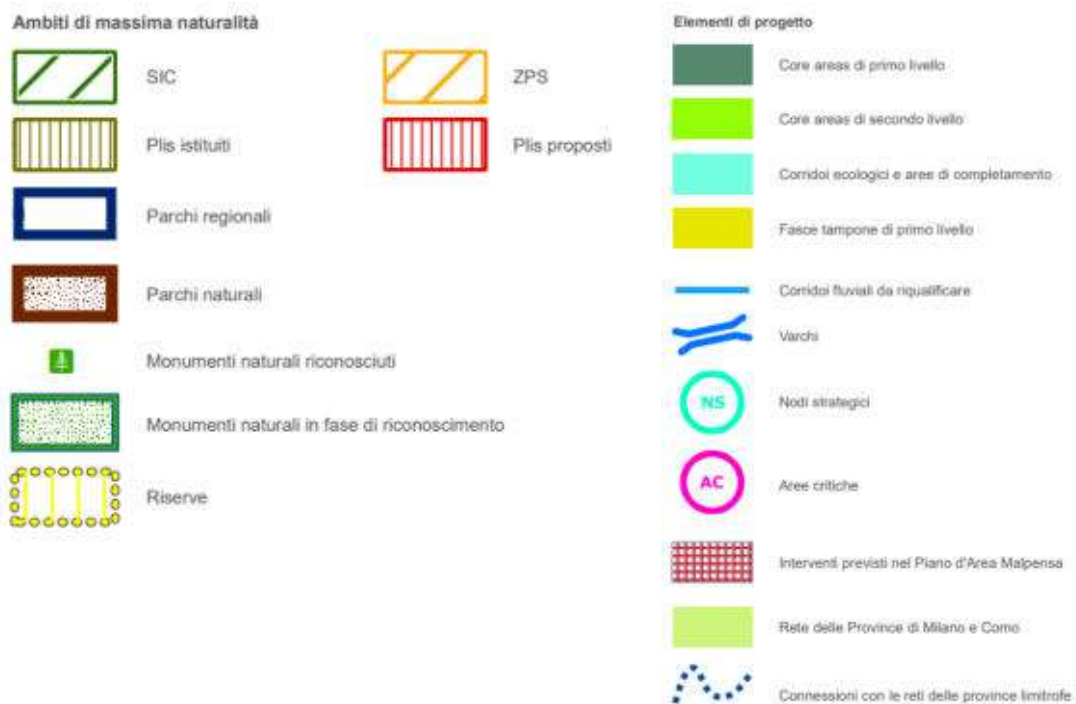 Ambiti di massima naturalità
SIC
ZPS
Plis istituiti
Plis proposti
Parchi regionali
Parchi naturali
Monumenti naturali riconosciuti
Monumenti naturali in fase di riconoscimento
Riserve
Elementi di progetto
Core areas di primo livello
Core areas di secondo livello
Corridoi ecologici e aree di completamento
Fasce tampone di primo livello
Corridoi fluviali da riqualificare
Varchi
NS
Nodi strategici
AC
Aree critiche
Interventi previsti nel Piano d'Area Malpensa
Rete delle Province di Milano e Como
Connessioni con le reti delle province limitrofe